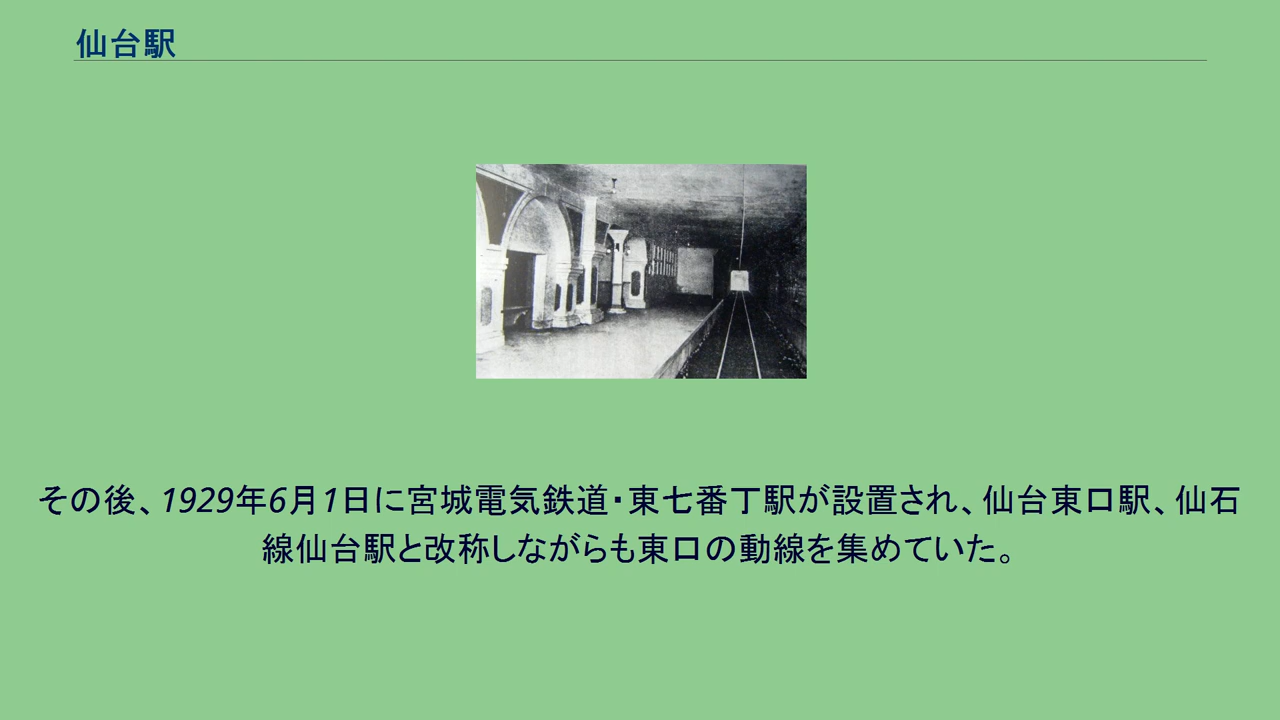 仙台駅
その後、1929年6月1日に宮城電気鉄道・東七番丁駅が設置され、仙台東口駅、仙石
線仙台駅と改称しながらも東口の動線を集めていた。